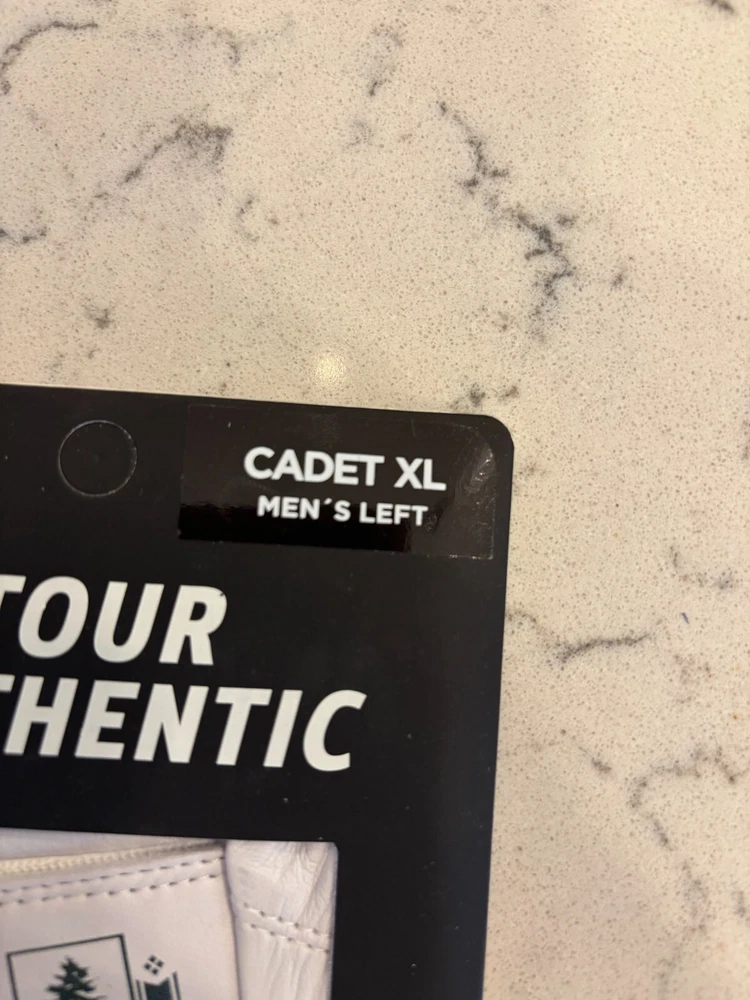 CADET XL
MEN´S LEFT
TOUR
THENTIC